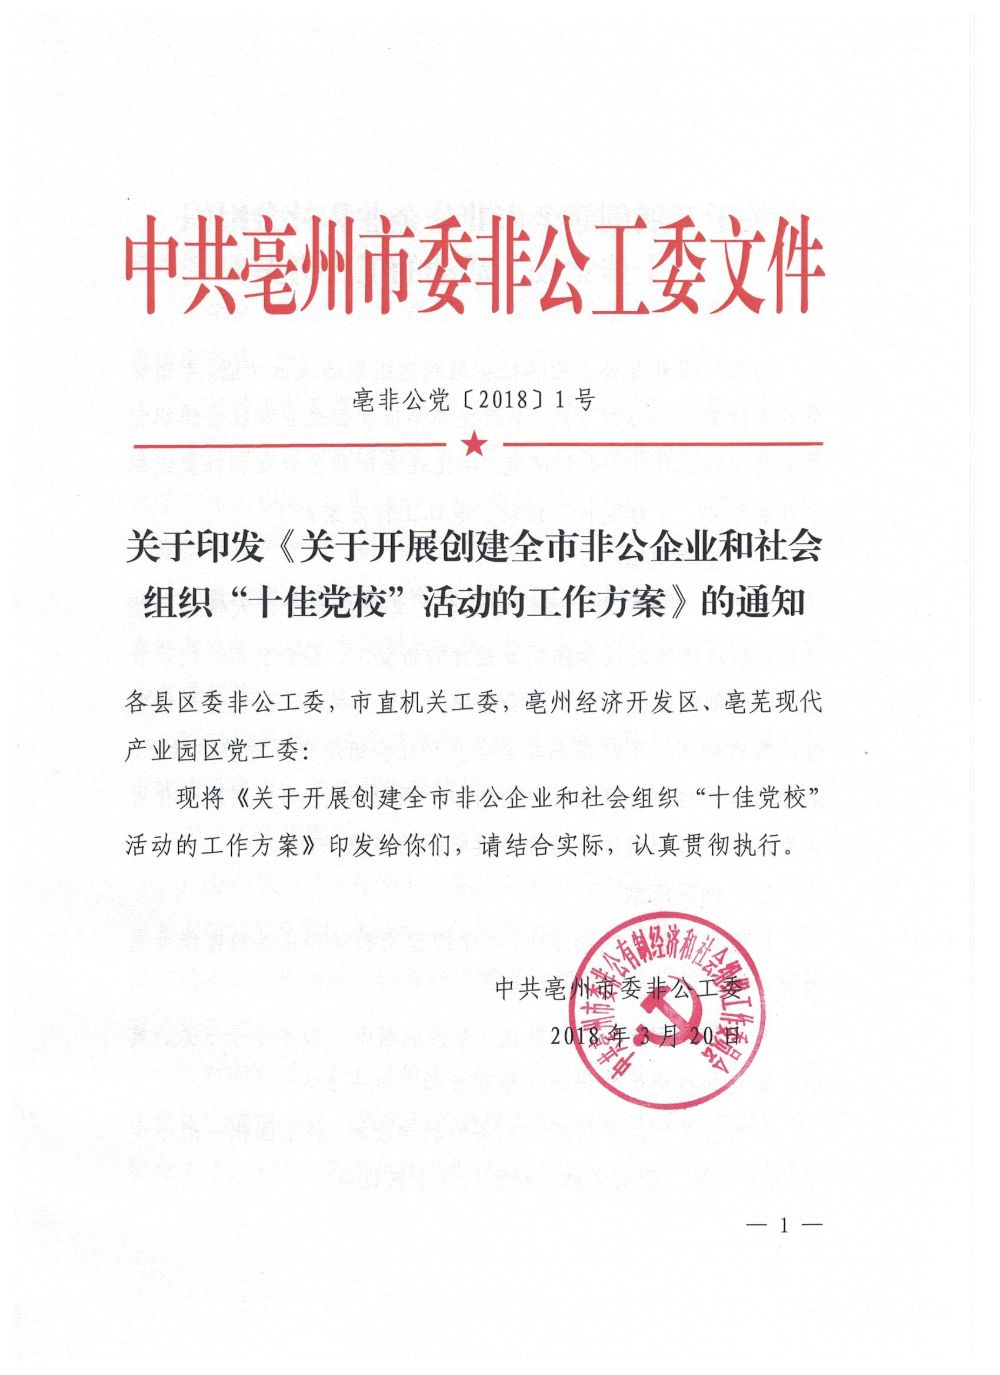 中共亳州市委非公工委文件
亳非公党〔2018〕1号
关于印发《关于开展创建全市非公企业和社会
组织“十佳党校”活动的工作方案》的通知
各县区委非公工委，市直机关工委，亳州经济开发区、亳芜现代
产业园区党工委：
现将《关于开展创建全市非公企业和社会组织“十佳党校”
活动的工作方案》印发给你们，请结合实际，认真贯彻执行。
中共亳州市委非公有制经济和社会组织工作委员会
中共亳州市委非公工委
2018年3月20日
— 1 —